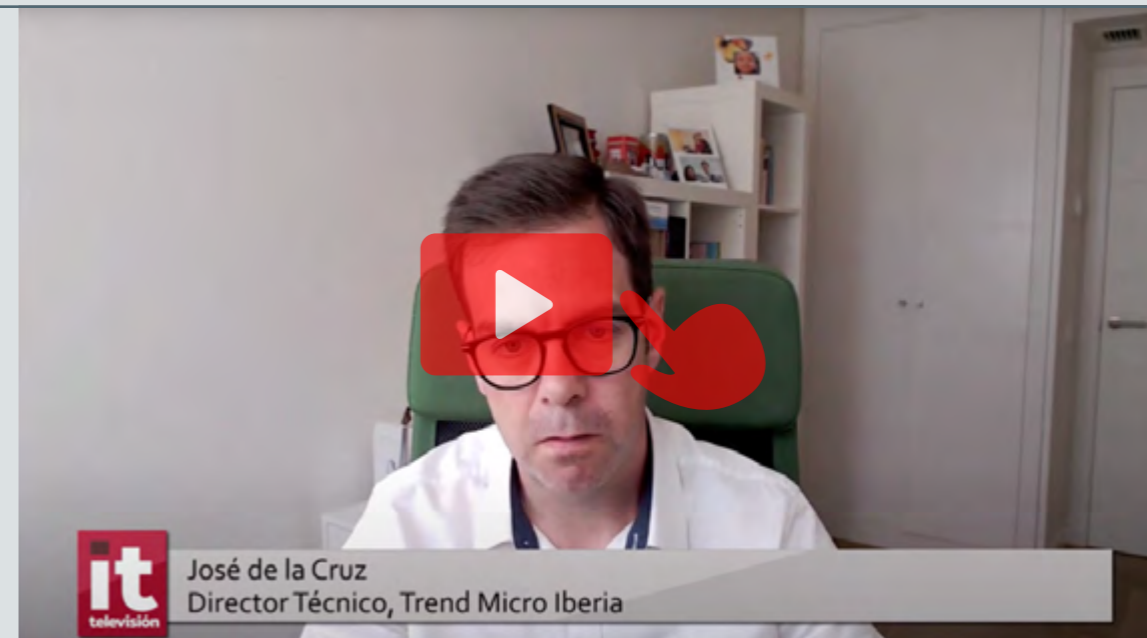 it
televisión
José de la Cruz
Director Técnico, Trend Micro Iberia